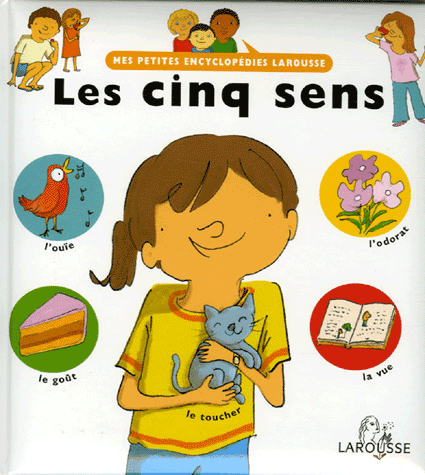 MES PETITES ENCYCLOPÉDIES LAROUSSE
Les cinq sens
l'ouïe
l'odorat
le goût
la vue
le toucher
LAROUSSE